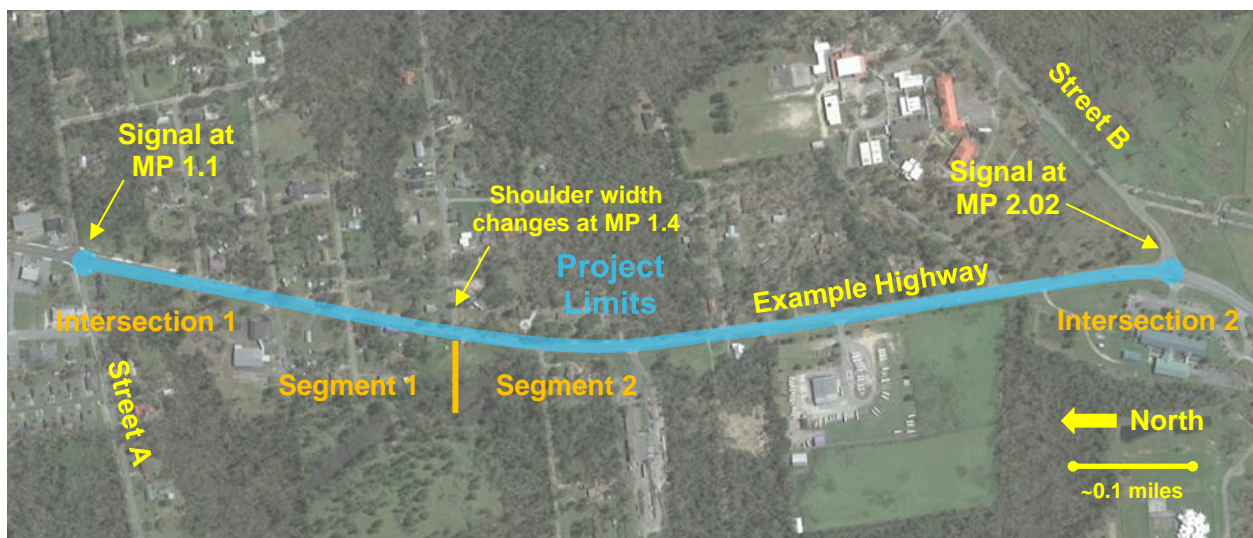 Signal at
MP 1.1
Shoulder width
changes at MP 1.4
Project
Limits
Example Highway
Street B
Signal at
MP 2.02
Intersection 1
Street A
Segment 1
Segment 2
Intersection 2
North
~0.1 miles